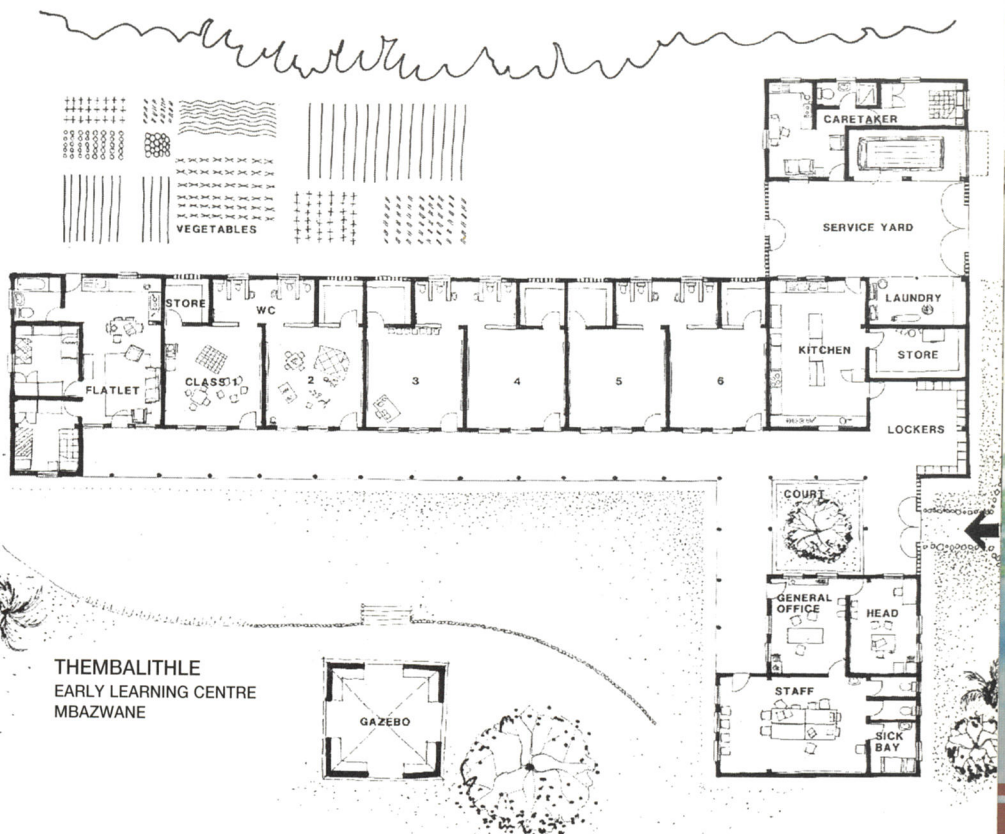 CARETAKER
SERVICE YARD
VEGETABLES
STORE
WC
LAUNDRY
KITCHEN
STORE
FLATLET
CLASS 1
2
3
4
5
6
LOCKERS
COURT
GENERAL
OFFICE
HEAD
STAFF
SICK
BAY
GAZEBO
THEMBALITHLE
EARLY LEARNING CENTRE
MBAZWANE